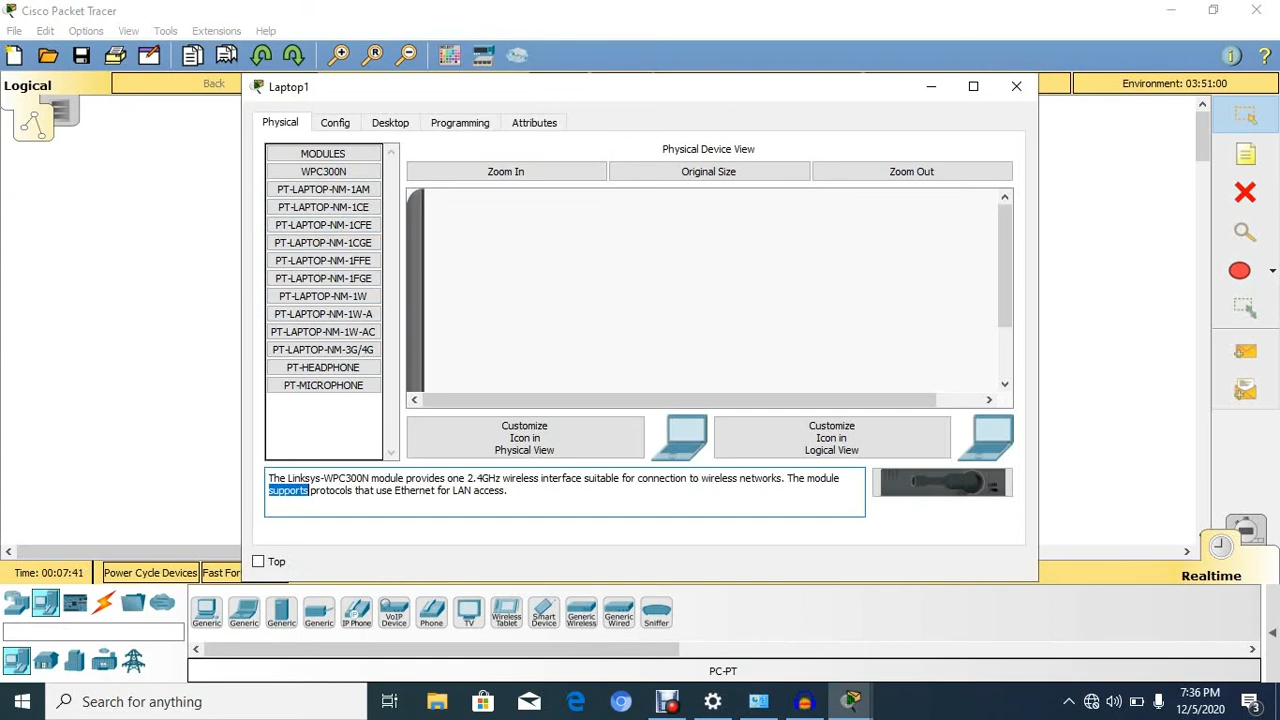 Cisco Packet Tracer
File Edit Options View Tools Extensions Help
Logical
Back
Environment: 03:51:00
Laptop1
Physical Config Desktop Programming Attributes
MODULES
WPC300N
PT-LAPTOP-NM-1AM
PT-LAPTOP-NM-1CE
PT-LAPTOP-NM-1CFE
PT-LAPTOP-NM-1CGE
PT-LAPTOP-NM-1FFE
PT-LAPTOP-NM-1FGE
PT-LAPTOP-NM-1W
PT-LAPTOP-NM-1W-A
PT-LAPTOP-NM-1W-AC
PT-LAPTOP-NM-3G/4G
PT-HEADPHONE
PT-MICROPHONE
Physical Device View
Zoom In Original Size Zoom Out
Customize
Icon in
Physical View
Customize
Icon in
Logical View
The Linksys-WPC300N module provides one 2.4GHz wireless interface suitable for connection to wireless networks. The module
supports protocols that use Ethernet for LAN access.
Top
Time: 00:07:41 Power Cycle Devices Fast For
Realtime
Generic Generic Generic Generic IP Phone VoIP Device Phone TV Wireless Tablet Smart Device Generic Wireless Generic Wired Sniffer
PC-PT
Search for anything
7:36 PM
12/5/2020
3